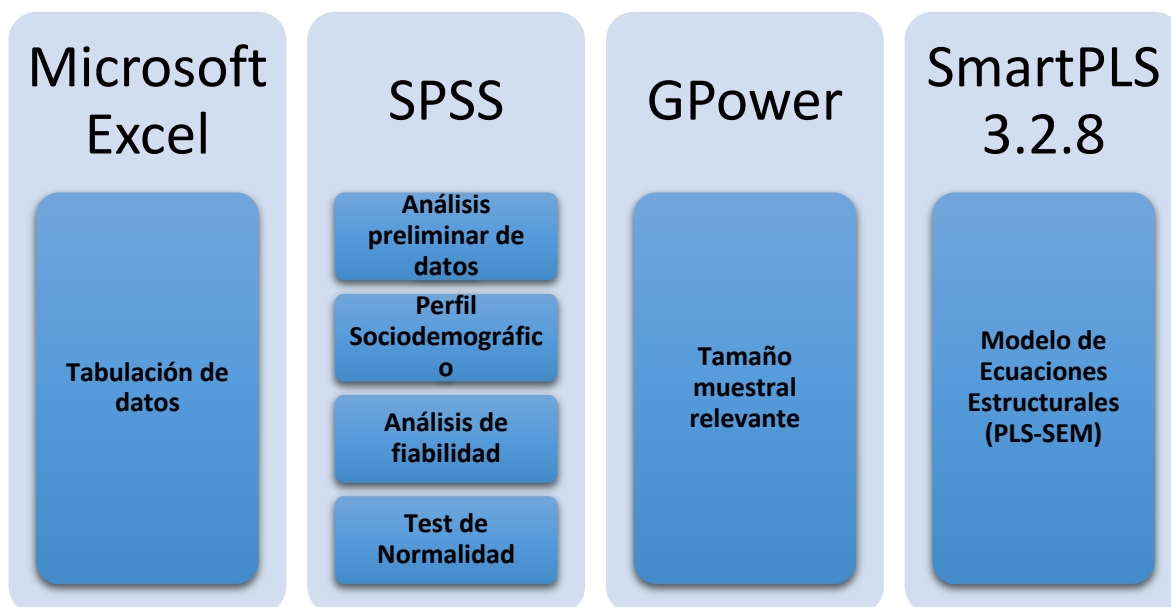 Microsoft
Excel
Tabulación de
datos
SPSS
Análisis
preliminar de
datos
Perfil
Sociodemográfic
o
Análisis de
fiabilidad
Test de
Normalidad
GPower
Tamaño
muestral
relevante
SmartPLS
3.2.8
Modelo de
Ecuaciones
Estructurales
(PLS-SEM)